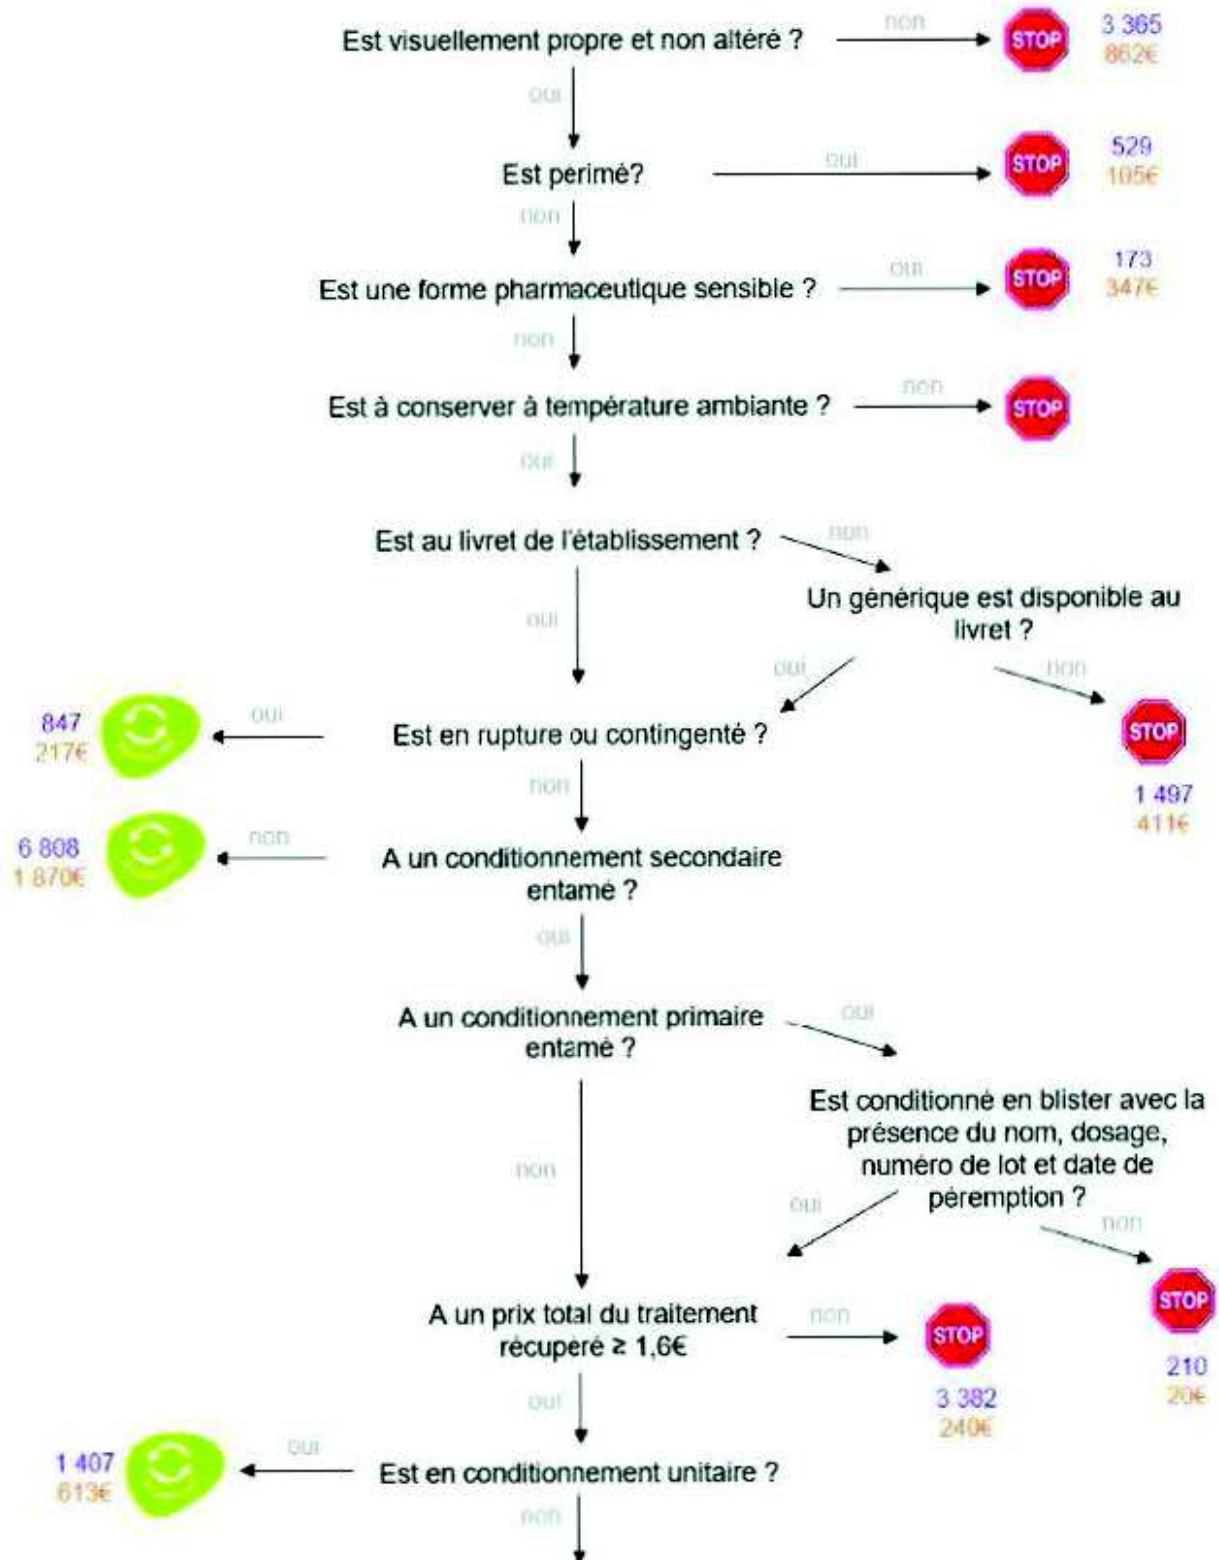 Est visuellement propre et non altéré ?
non
STOP
3 365
862€
oui
Est périmé?
oui
STOP
529
105€
non
Est une forme pharmaceutique sensible ?
oui
STOP
173
347€
non
Est à conserver à température ambiante ?
non
STOP
oui
Est au livret de l'établissement ?
non
Un générique est disponible au
livret ?
oui
oui
non
STOP
1 497
411€
847
217€
oui
Est en rupture ou contingenté ?
non
6 808
1 870€
non
A un conditionnement secondaire
entamé ?
oui
A un conditionnement primaire
entamé ?
oui
Est conditionné en blister avec la
présence du nom, dosage,
numéro de lot et date de
péremption ?
non
oui
non
STOP
210
20€
A un prix total du traitement
récupéré ≥ 1,6€
non
STOP
3 382
240€
oui
1 407
613€
oui
Est en conditionnement unitaire ?
non